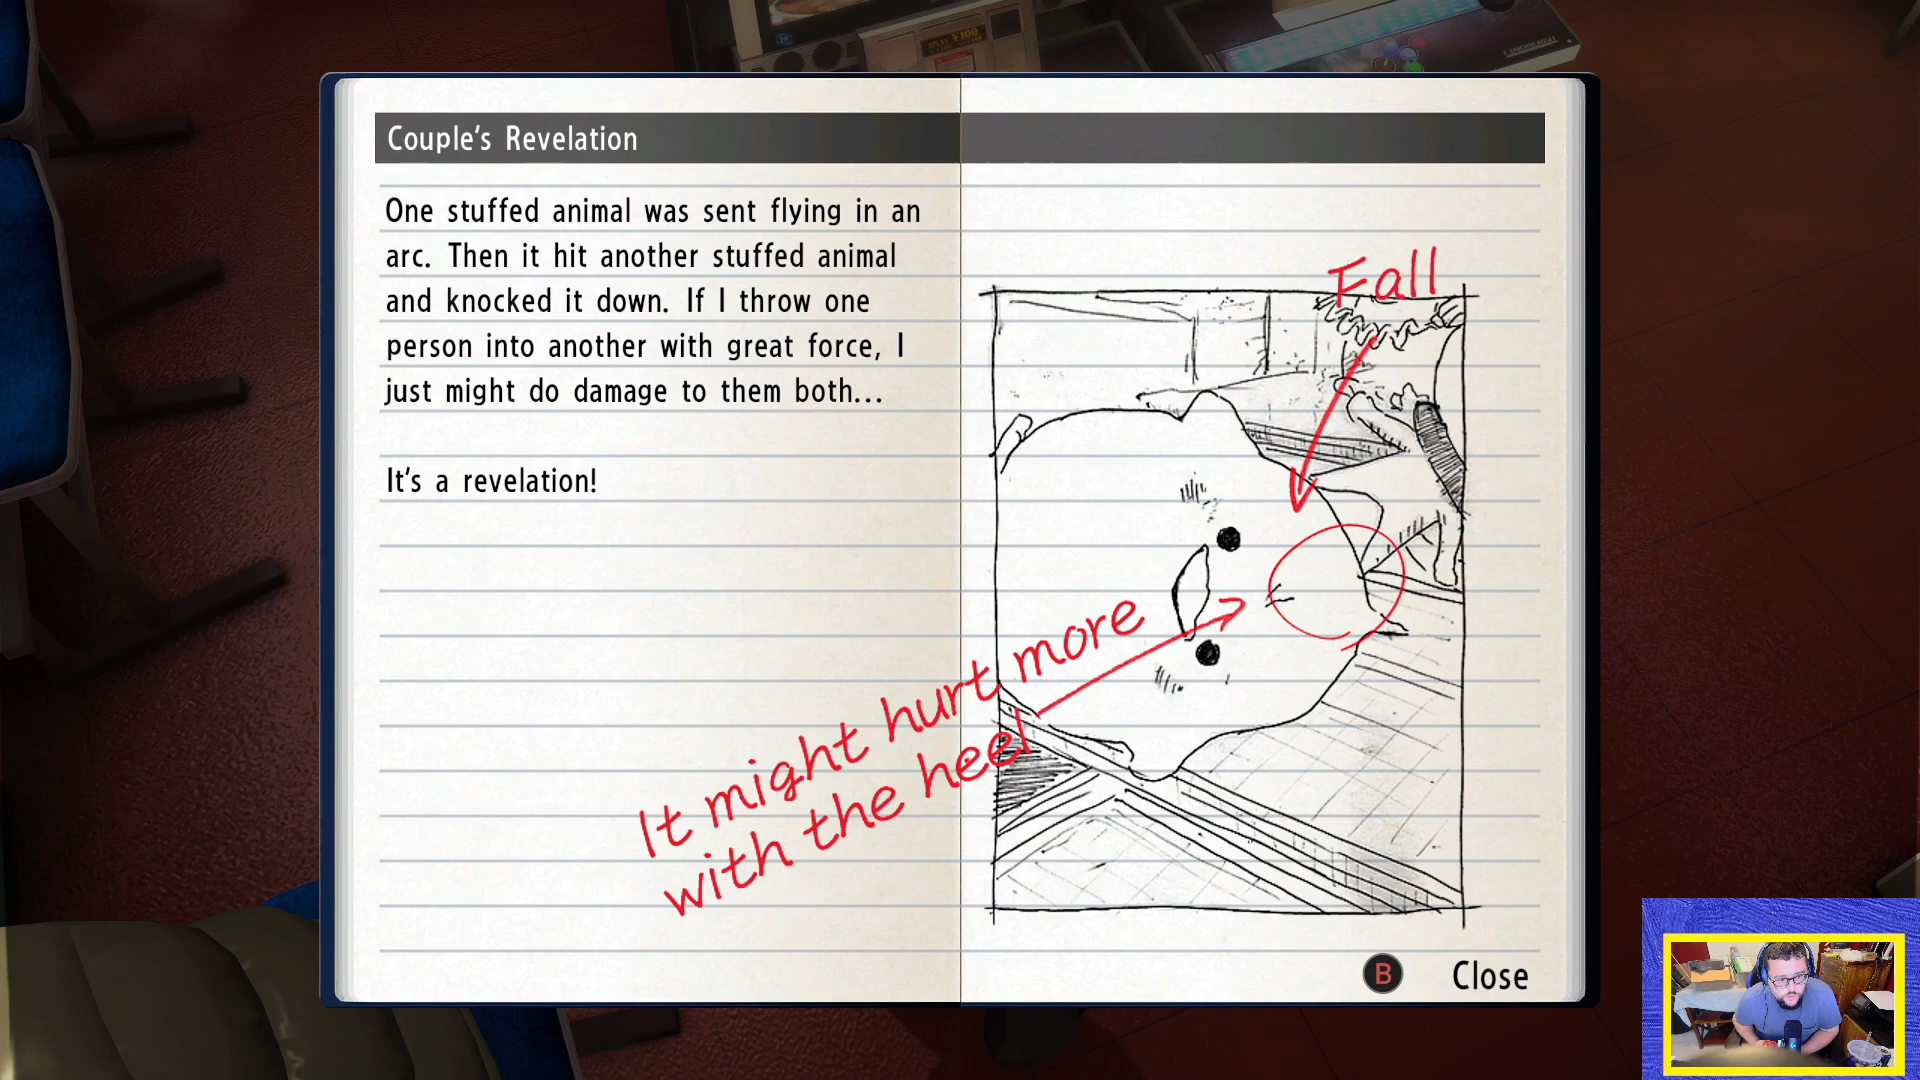 PLAY ¥100
Couple's Revelation
One stuffed animal was sent flying in an
arc. Then it hit another stuffed animal
and knocked it down. If I throw one
person into another with great force, I
just might do damage to them both...
It's a revelation!
Fall
It might hurt more
with the heel
B Close